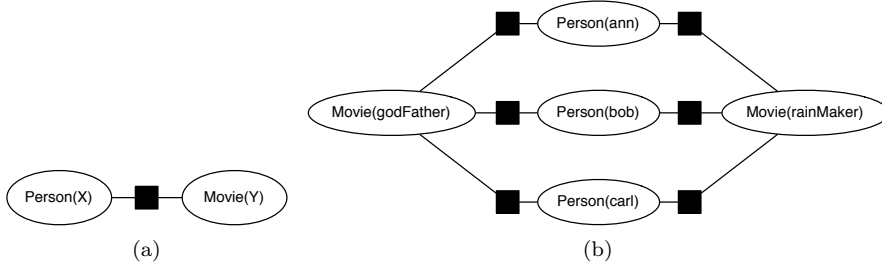 Person(ann)
Movie(godFather)
Person(bob)
Movie(rainMaker)
Person(X)
Movie(Y)
Person(carl)
(a)
(b)